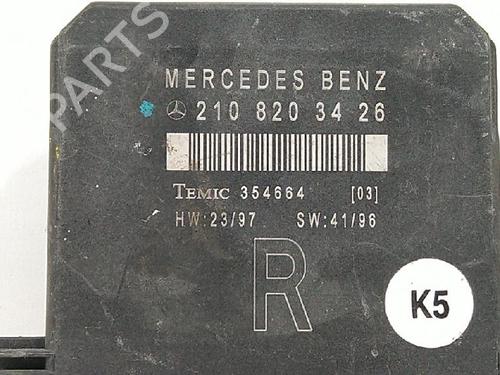 PARTS
MERCEDES BENZ
210 820 34 26
TEMIC 354664 [03]
HW:23/97 SW:41/96
R
K5